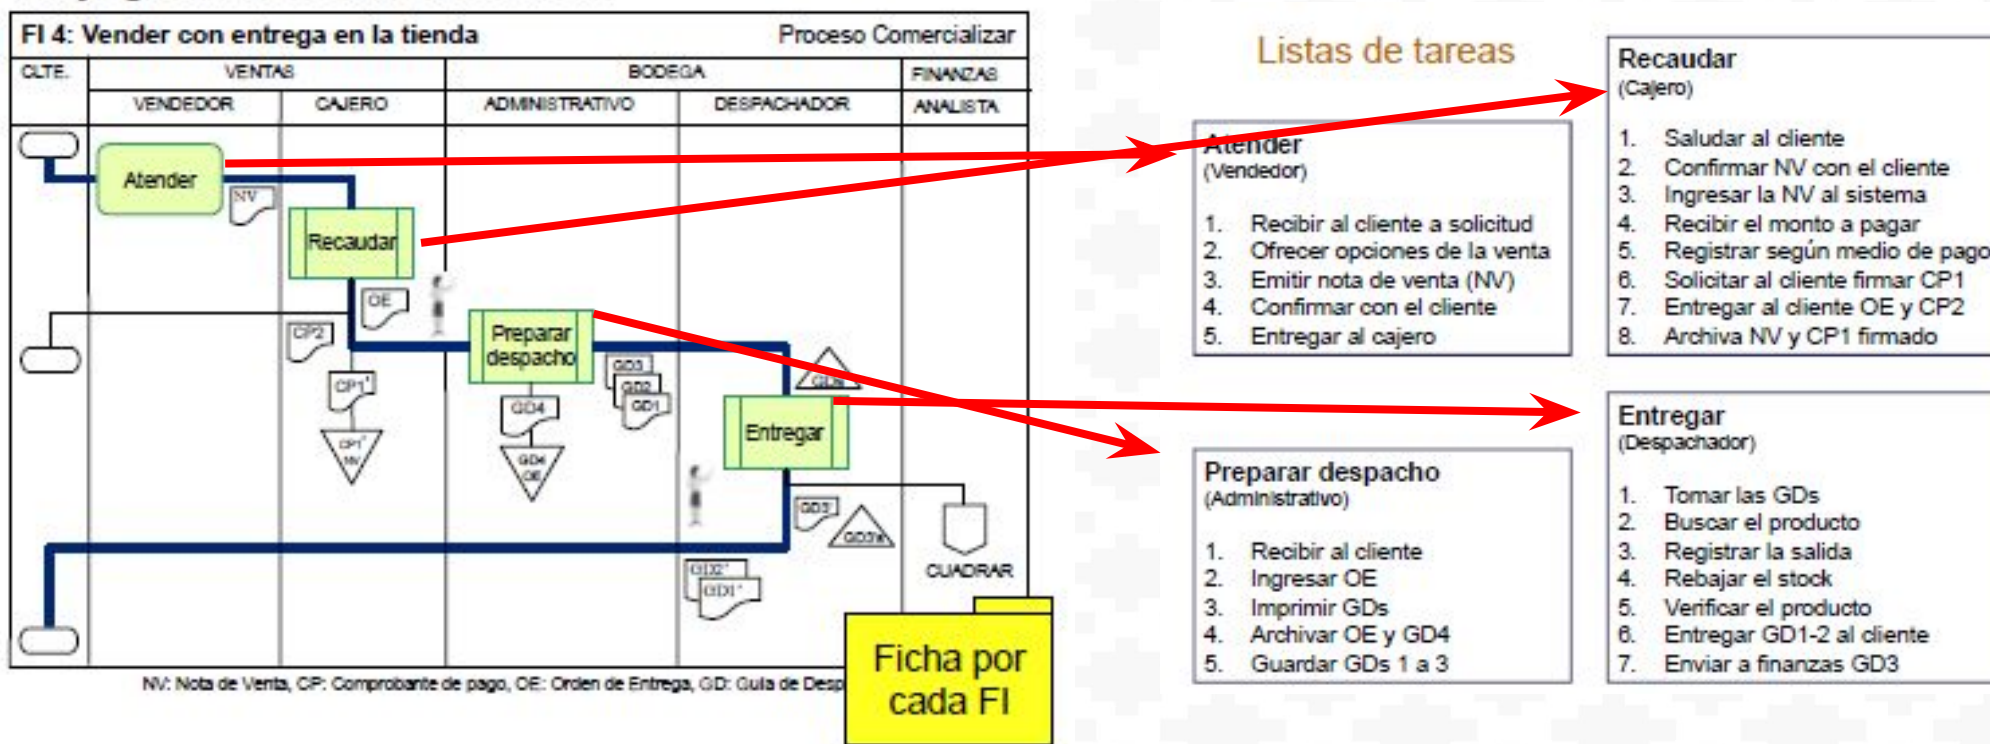 FI 4: Vender con entrega en la tienda
Proceso Comercializar
CLTE.
VENTAS
BODEGA
FINANZAS
VENDEDOR
CAJERO
ADMINISTRATIVO
DESPACHADOR
ANALISTA
Atender
NV
Recaudar
OE
CP2
Preparar
despacho
CP1'
GD3
GD2
GD1
GD4
CP1'
NV
GD4
OE
Entregar
GD3'
CUADRAR
GD2'
GD1'
NV: Nota de Venta, CP: Comprobante de pago, OE: Orden de Entrega, GD: Guia de Desp
Ficha por
cada FI
Listas de tareas
Atender
(Vendedor)
1. Recibir al cliente a solicitud
2. Ofrecer opciones de la venta
3. Emitir nota de venta (NV)
4. Confirmar con el cliente
5. Entregar al cajero
Recaudar
(Cajero)
1. Saludar al cliente
2. Confirmar NV con el cliente
3. Ingresar la NV al sistema
4. Recibir el monto a pagar
5. Registrar según medio de pago
6. Solicitar al cliente firmar CP1
7. Entregar al cliente OE y CP2
8. Archiva NV y CP1 firmado
Preparar despacho
(Administrativo)
1. Recibir al cliente
2. Ingresar OE
3. Imprimir GDs
4. Archivar OE y GD4
5. Guardar GDs 1 a 3
Entregar
(Despachador)
1. Tomar las GDs
2. Buscar el producto
3. Registrar la salida
4. Rebajar el stock
5. Verificar el producto
6. Entregar GD1-2 al cliente
7. Enviar a finanzas GD3